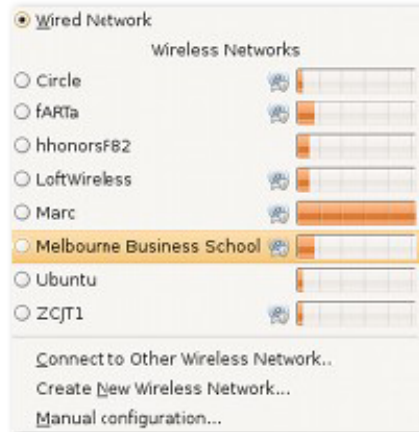 Wired Network
Wireless Networks
Circle
fARTa
hhonorsFB2
LoftWireless
Marc
Melbourne Business School
Ubuntu
ZCJT1
Connect to Other Wireless Network..
Create New Wireless Network...
Manual configuration...